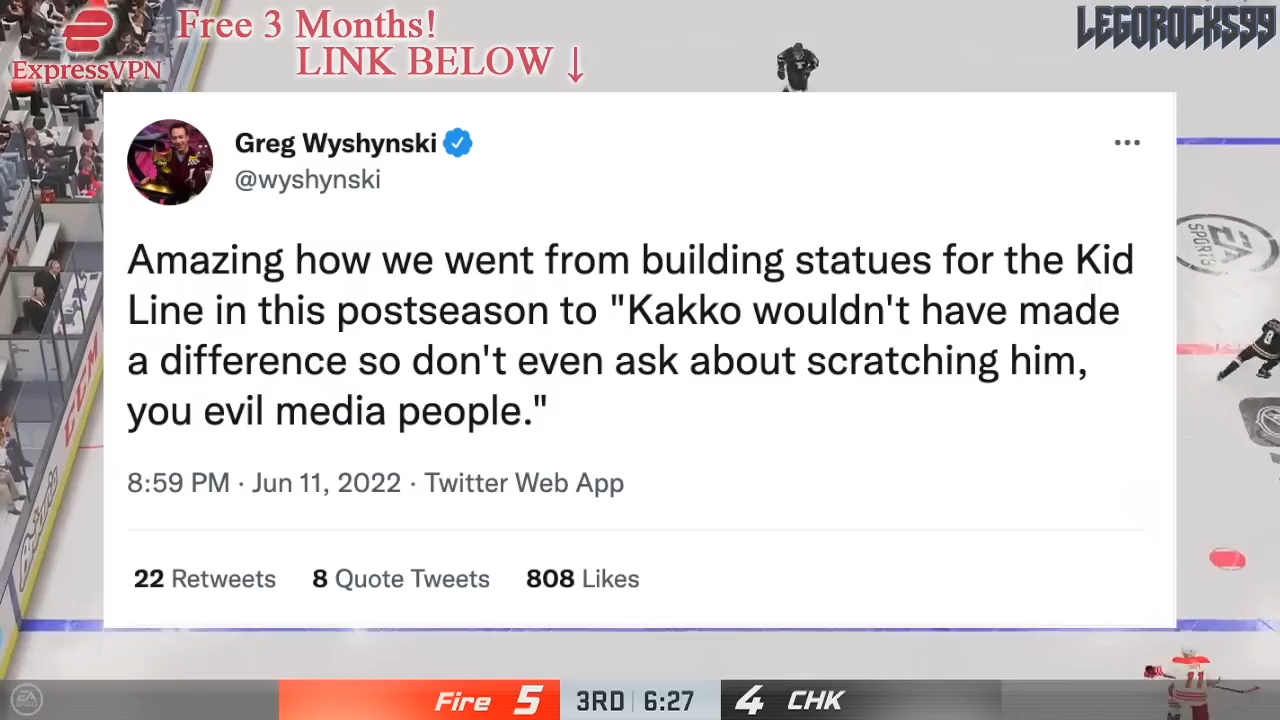 Free 3 Months!
LINK BELOW ↓
ExpressVPN
LEGOROCKS99
Greg Wyshynski
@wyshynski
Amazing how we went from building statues for the Kid
Line in this postseason to "Kakko wouldn't have made
a difference so don't even ask about scratching him,
you evil media people."
8:59 PM · Jun 11, 2022 · Twitter Web App
22 Retweets 8 Quote Tweets 808 Likes
EA
SPORTS
8
CCM
11
Fire 5 3RD 6:27 4 CHK